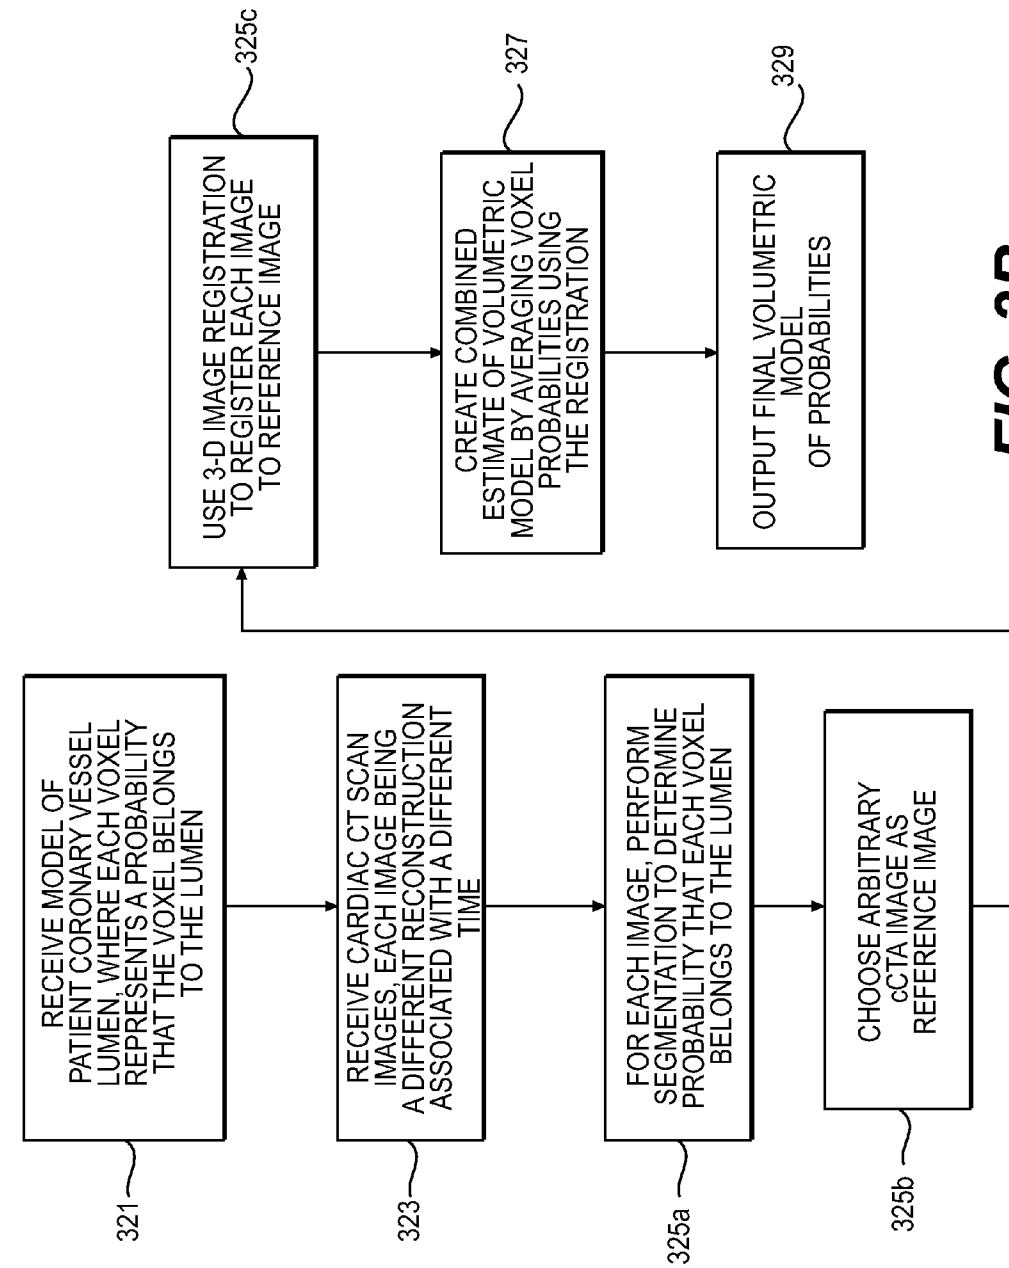 RECEIVE MODEL OF
PATIENT CORONARY VESSEL
LUMEN, WHERE EACH VOXEL
REPRESENTS A PROBABILITY
THAT THE VOXEL BELONGS
TO THE LUMEN
321
RECEIVE CARDIAC CT SCAN
IMAGES, EACH IMAGE BEING
A DIFFERENT RECONSTRUCTION
ASSOCIATED WITH A DIFFERENT
TIME
323
FOR EACH IMAGE, PERFORM
SEGMENTATION TO DETERMINE
PROBABILITY THAT EACH VOXEL
BELONGS TO THE LUMEN
325a
CHOOSE ARBITRARY
cCTA IMAGE AS
REFERENCE IMAGE
325b
USE 3-D IMAGE REGISTRATION
TO REGISTER EACH IMAGE
TO REFERENCE IMAGE
325c
CREATE COMBINED
ESTIMATE OF VOLUMETRIC
MODEL BY AVERAGING VOXEL
PROBABILITIES USING
THE REGISTRATION
327
OUTPUT FINAL VOLUMETRIC
MODEL
OF PROBABILITIES
329
FIG.